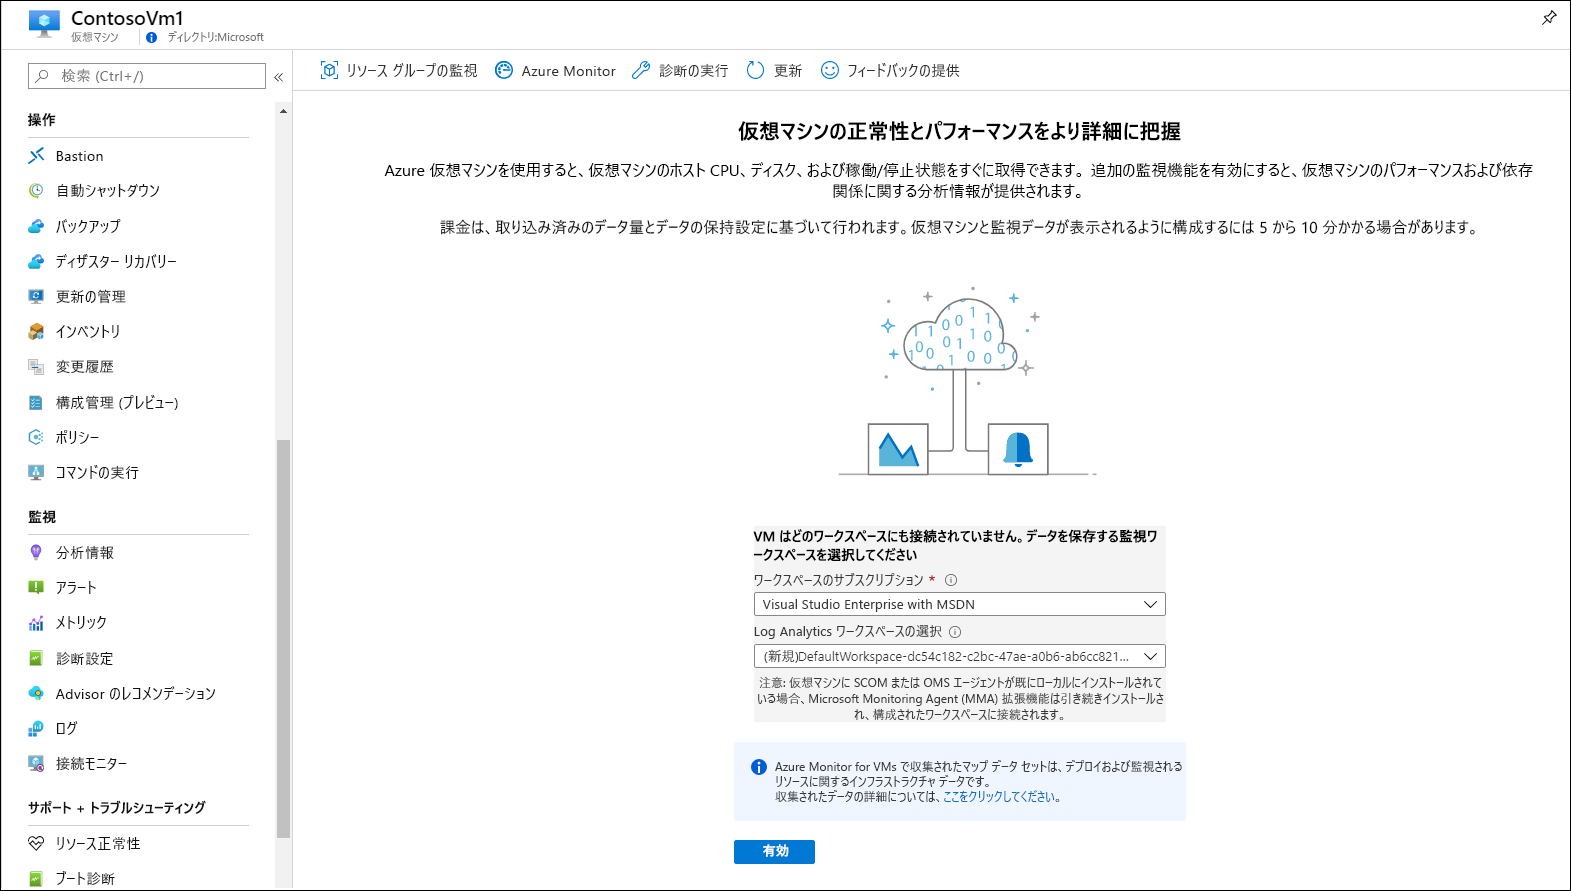 ContosoVm1
仮想マシン
ディレクトリ:Microsoft
検索 (Ctrl+/)
«
リソース グループの監視
Azure Monitor
診断の実行
更新
フィードバックの提供
操作
Bastion
自動シャットダウン
バックアップ
ディザスター リカバリー
更新の管理
インベントリ
変更履歴
構成管理 (プレビュー)
ポリシー
コマンドの実行
監視
分析情報
アラート
メトリック
診断設定
Advisor のレコメンデーション
ログ
接続モニター
サポート + トラブルシューティング
リソース正常性
ブート診断
仮想マシンの正常性とパフォーマンスをより詳細に把握
Azure 仮想マシンを使用すると、仮想マシンのホスト CPU、ディスク、および稼働/停止状態をすぐに取得できます。 追加の監視機能を有効にすると、仮想マシンのパフォーマンスおよび依存
関係に関する分析情報が提供されます。
課金は、取り込み済みのデータ量とデータの保持設定に基づいて行われます。仮想マシンと監視データが表示されるように構成するには 5 から 10 分かかる場合があります。
VM はどのワークスペースにも接続されていません。データを保存する監視ワ
ークスペースを選択してください
ワークスペースのサブスクリプション *
Visual Studio Enterprise with MSDN
Log Analytics ワークスペースの選択
(新規)DefaultWorkspace-dc54c182-c2bc-47ae-a0b6-ab6cc821...
注意: 仮想マシンに SCOM または OMS エージェントが既にローカルにインストールされて
いる場合、Microsoft Monitoring Agent (MMA) 拡張機能は引き続きインストールさ
れ、構成されたワークスペースに接続されます。
Azure Monitor for VMs で収集されたマップ データ セットは、デプロイおよび監視される
リソースに関するインフラストラクチャ データです。
収集されたデータの詳細については、ここをクリックしてください。
有効